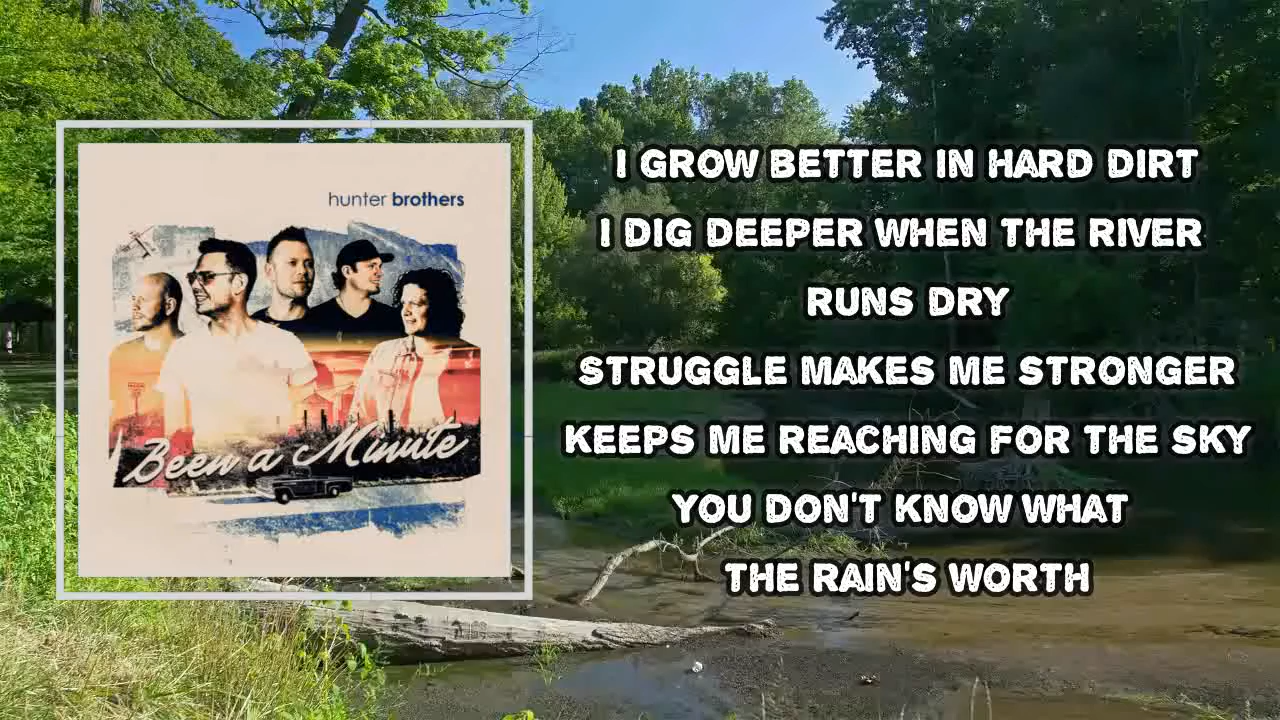 hunter brothers
Been a Minute
I GROW BETTER IN HARD DIRT
I DIG DEEPER WHEN THE RIVER
RUNS DRY
STRUGGLE MAKES ME STRONGER
KEEPS ME REACHING FOR THE SKY
YOU DON'T KNOW WHAT
THE RAIN'S WORTH